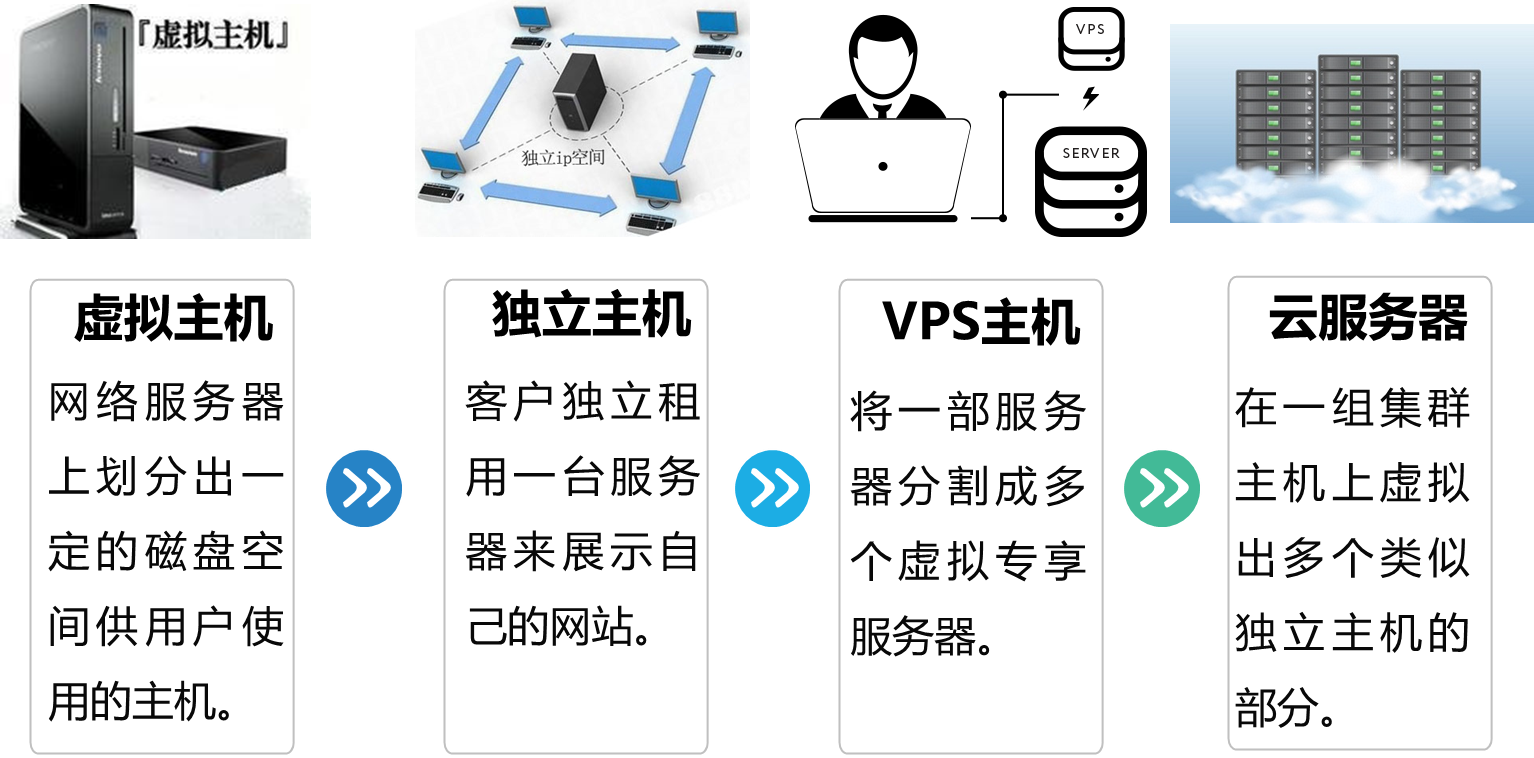 『虚拟主机』
lenovo
独立ip空间
VPS
SERVER
虚拟主机
网络服务器
上划分出一
定的磁盘空
间供用户使
用的主机。
独立主机
客户独立租
用一台服务
器来展示自
己的网站。
VPS主机
将一部服务
器分割成多
个虚拟专享
服务器。
云服务器
在一组集群
主机上虚拟
出多个类似
独立主机的
部分。